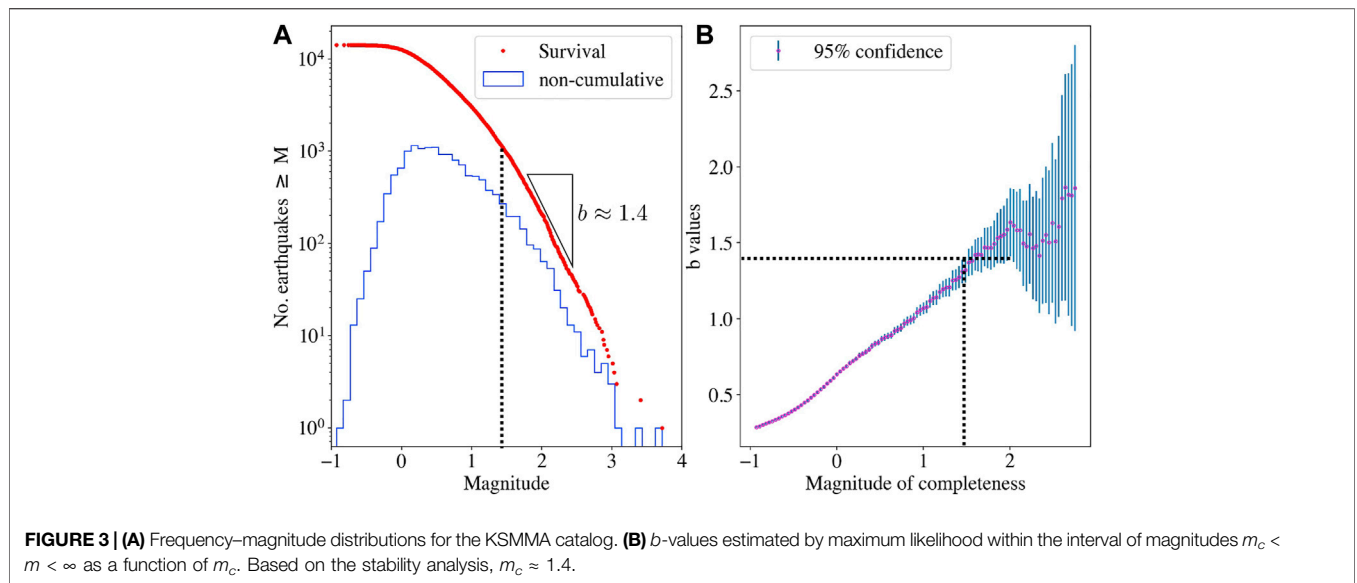 A
Survival
non-cumulative
No. earthquakes ≥ M
10⁴
10³
10²
10¹
10⁰
b ≈ 1.4
−1 0 1 2 3 4
Magnitude
B
95% confidence
b values
2.5
2.0
1.5
1.0
0.5
−1 0 1 2
Magnitude of completeness
FIGURE 3 | (A) Frequency–magnitude distributions for the KSMMA catalog. (B) b-values estimated by maximum likelihood within the interval of magnitudes m_c <
m < ∞ as a function of m_c. Based on the stability analysis, m_c ≈ 1.4.